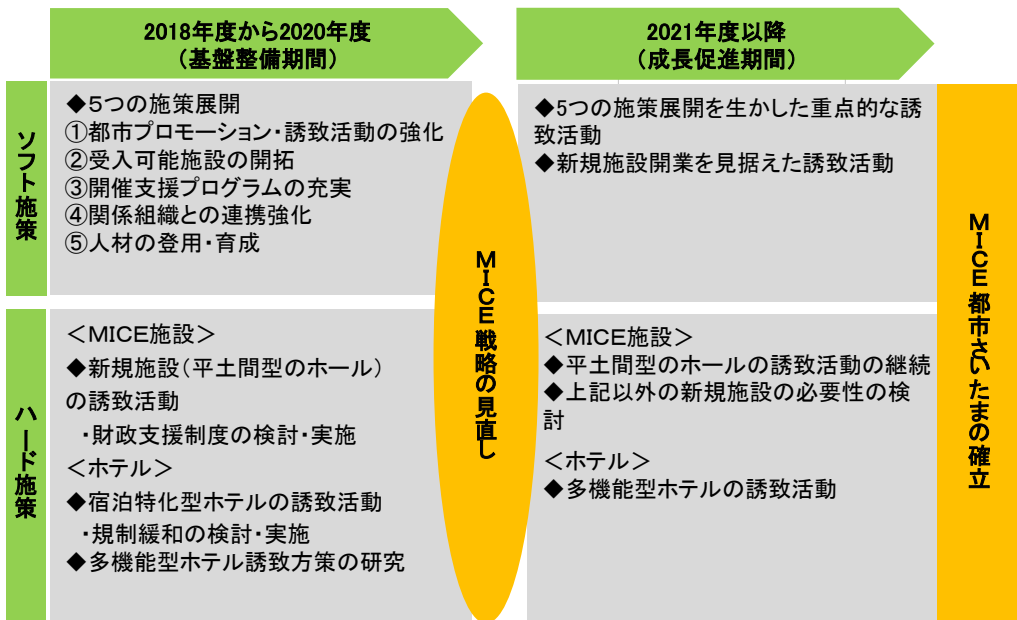 2018年度から2020年度
（基盤整備期間）
2021年度以降
（成長促進期間）
ソフト施策
◆５つの施策展開
①都市プロモーション・誘致活動の強化
②受入可能施設の開拓
③開催支援プログラムの充実
④関係組織との連携強化
⑤人材の登用・育成
◆5つの施策展開を生かした重点的な誘
致活動
◆新規施設開業を見据えた誘致活動
ハード施策
＜MICE施設＞
◆新規施設（平土間型のホール）
の誘致活動
・財政支援制度の検討・実施
＜ホテル＞
◆宿泊特化型ホテルの誘致活動
・規制緩和の検討・実施
◆多機能型ホテル誘致方策の研究
ＭＩＣＥ戦略の見直し
＜MICE施設＞
◆平土間型のホールの誘致活動の継続
◆上記以外の新規施設の必要性の検
討
＜ホテル＞
◆多機能型ホテルの誘致活動
ＭＩＣＥ都市さいたまの確立